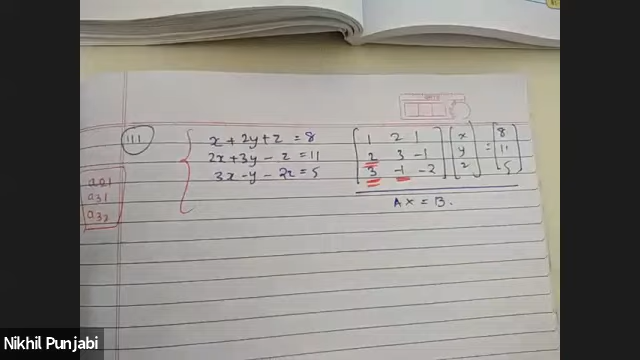 III
x + 2y + z = 8
2x + 3y - z = 11
3x - y - 2z = 5
[1 2 1
2 3 -1
3 -1 -2] [x
y
z] = [8
11
5]
AX = B.
a21
a31
a32
Nikhil Punjabi